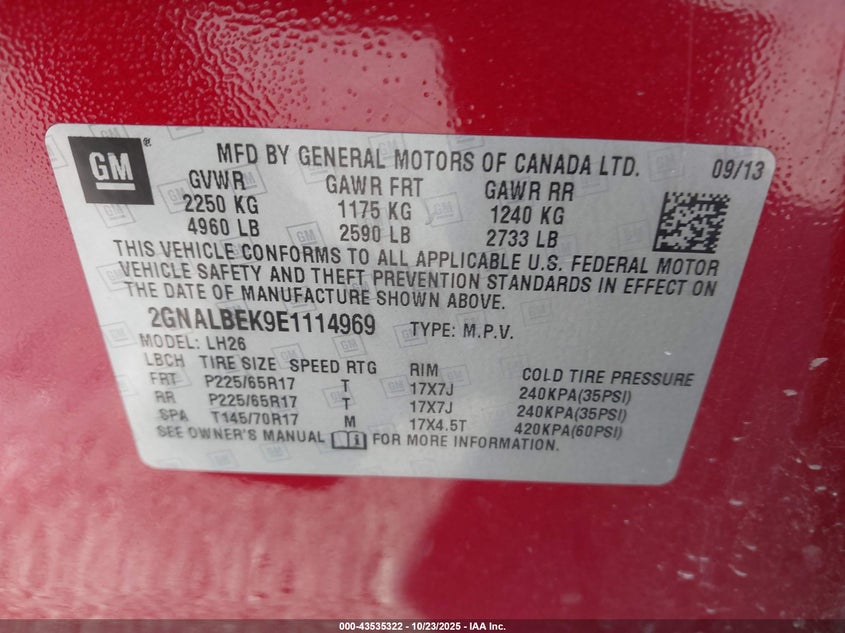 GM MFD BY GENERAL MOTORS OF CANADA LTD. 09/13
GVWR GAWR FRT GAWR RR
2250 KG 1175 KG 1240 KG
4960 LB 2590 LB 2733 LB
THIS VEHICLE CONFORMS TO ALL APPLICABLE U.S. FEDERAL MOTOR
VEHICLE SAFETY AND THEFT PREVENTION STANDARDS IN EFFECT ON
THE DATE OF MANUFACTURE SHOWN ABOVE.
2GNALBEK9E1114969 TYPE: M.P.V.
MODEL: LH26
LBCH TIRE SIZE SPEED RTG RIM COLD TIRE PRESSURE
FRT P225/65R17 T 17X7J 240KPA(35PSI)
RR P225/65R17 T 17X7J 240KPA(35PSI)
SPA T145/70R17 M 17X4.5T 420KPA(60PSI)
SEE OWNER'S MANUAL FOR MORE INFORMATION.
000-43535322 - 10/23/2025 - IAA Inc.